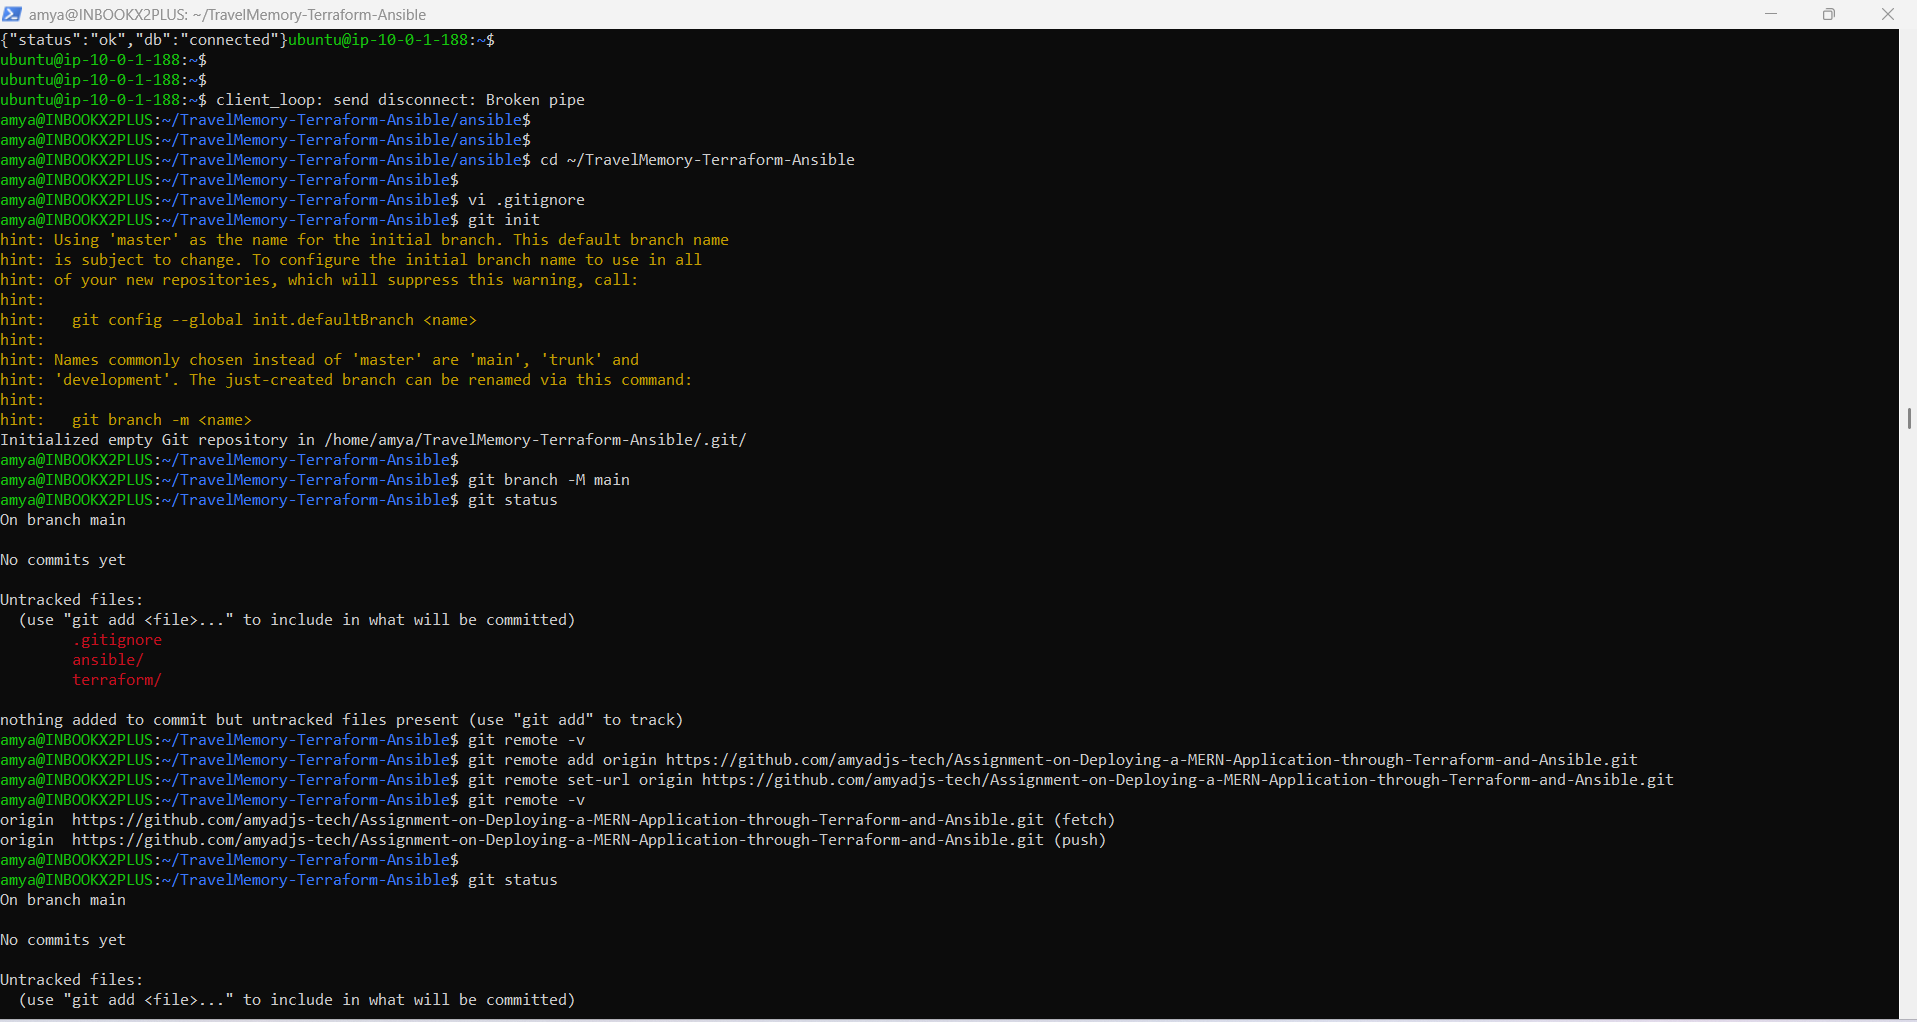 amya@INBOOKX2PLUS: ~/TravelMemory-Terraform-Ansible
{"status":"ok","db":"connected"}ubuntu@ip-10-0-1-188:~$
ubuntu@ip-10-0-1-188:~$
ubuntu@ip-10-0-1-188:~$
ubuntu@ip-10-0-1-188:~$ client_loop: send disconnect: Broken pipe
amya@INBOOKX2PLUS:~/TravelMemory-Terraform-Ansible/ansible$
amya@INBOOKX2PLUS:~/TravelMemory-Terraform-Ansible/ansible$
amya@INBOOKX2PLUS:~/TravelMemory-Terraform-Ansible/ansible$ cd ~/TravelMemory-Terraform-Ansible
amya@INBOOKX2PLUS:~/TravelMemory-Terraform-Ansible$
amya@INBOOKX2PLUS:~/TravelMemory-Terraform-Ansible$ vi .gitignore
amya@INBOOKX2PLUS:~/TravelMemory-Terraform-Ansible$ git init
hint: Using 'master' as the name for the initial branch. This default branch name
hint: is subject to change. To configure the initial branch name to use in all
hint: of your new repositories, which will suppress this warning, call:
hint:
hint:   git config --global init.defaultBranch <name>
hint:
hint: Names commonly chosen instead of 'master' are 'main', 'trunk' and
hint: 'development'. The just-created branch can be renamed via this command:
hint:
hint:   git branch -m <name>
Initialized empty Git repository in /home/amya/TravelMemory-Terraform-Ansible/.git/
amya@INBOOKX2PLUS:~/TravelMemory-Terraform-Ansible$
amya@INBOOKX2PLUS:~/TravelMemory-Terraform-Ansible$ git branch -M main
amya@INBOOKX2PLUS:~/TravelMemory-Terraform-Ansible$ git status
On branch main
No commits yet
Untracked files:
  (use "git add <file>..." to include in what will be committed)
        .gitignore
        ansible/
        terraform/
nothing added to commit but untracked files present (use "git add" to track)
amya@INBOOKX2PLUS:~/TravelMemory-Terraform-Ansible$ git remote -v
amya@INBOOKX2PLUS:~/TravelMemory-Terraform-Ansible$ git remote add origin https://github.com/amyadjs-tech/Assignment-on-Deploying-a-MERN-Application-through-Terraform-and-Ansible.git
amya@INBOOKX2PLUS:~/TravelMemory-Terraform-Ansible$ git remote set-url origin https://github.com/amyadjs-tech/Assignment-on-Deploying-a-MERN-Application-through-Terraform-and-Ansible.git
amya@INBOOKX2PLUS:~/TravelMemory-Terraform-Ansible$ git remote -v
origin  https://github.com/amyadjs-tech/Assignment-on-Deploying-a-MERN-Application-through-Terraform-and-Ansible.git (fetch)
origin  https://github.com/amyadjs-tech/Assignment-on-Deploying-a-MERN-Application-through-Terraform-and-Ansible.git (push)
amya@INBOOKX2PLUS:~/TravelMemory-Terraform-Ansible$
amya@INBOOKX2PLUS:~/TravelMemory-Terraform-Ansible$ git status
On branch main
No commits yet
Untracked files:
  (use "git add <file>..." to include in what will be committed)